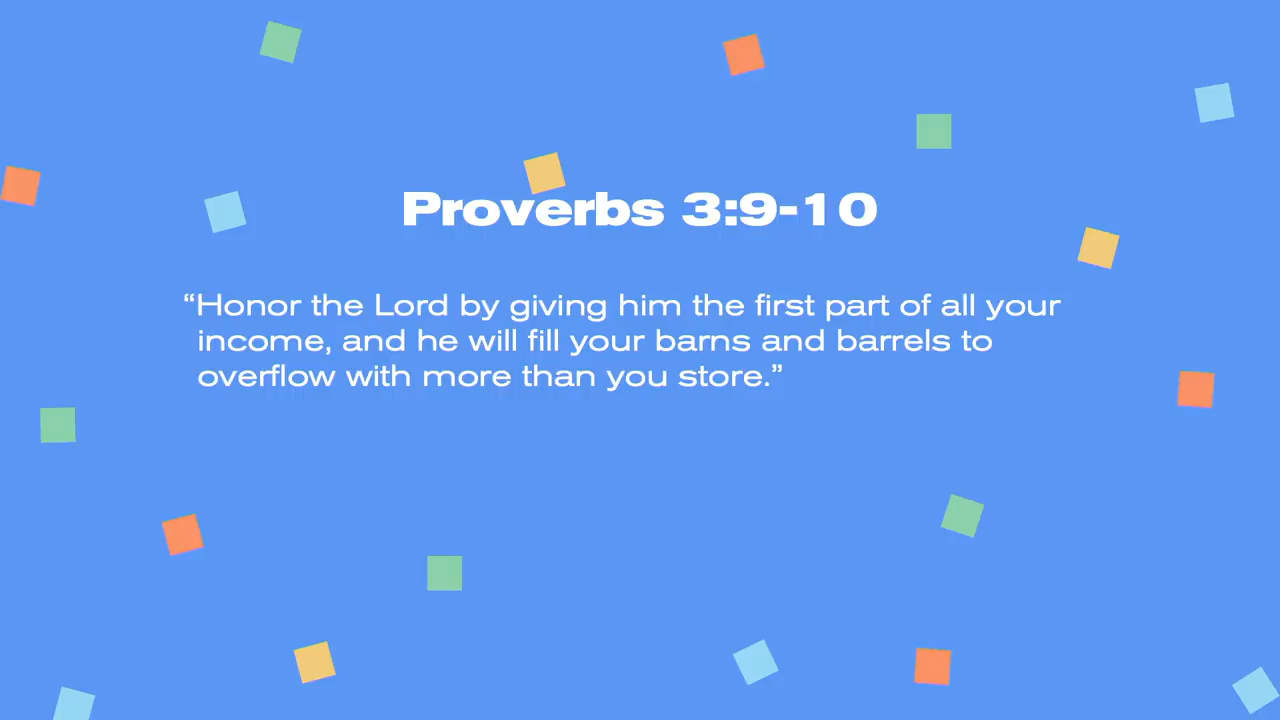 Proverbs 3:9-10
“Honor the Lord by giving him the first part of all your
income, and he will fill your barns and barrels to
overflow with more than you store.”